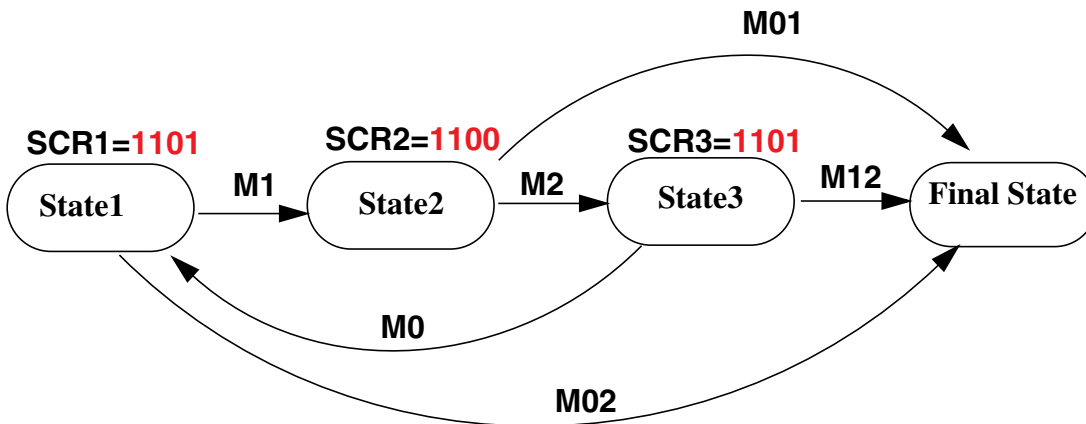 M01
SCR1=1101
SCR2=1100
SCR3=1101
State1
M1
State2
M2
State3
M12
Final State
M0
M02